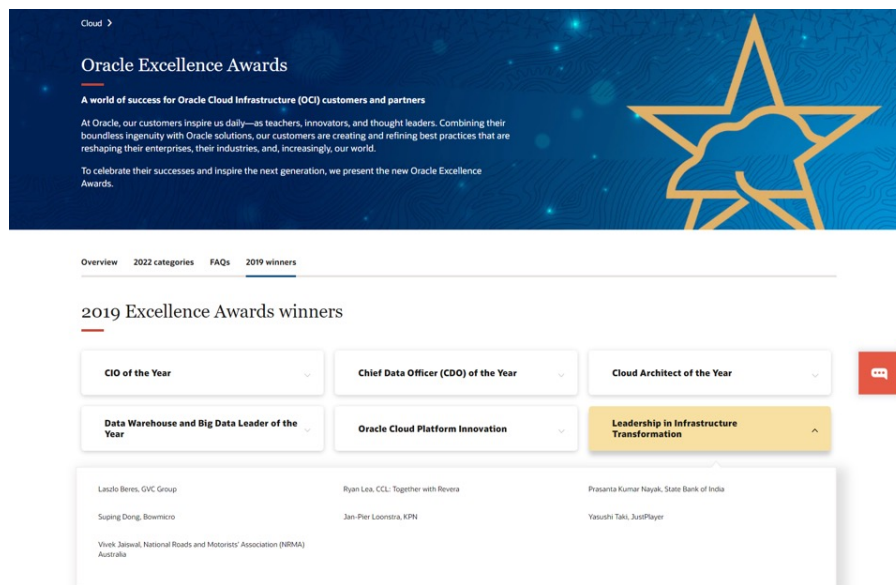 Cloud
Oracle Excellence Awards
A world of success for Oracle Cloud Infrastructure (OCI) customers and partners
At Oracle, our customers inspire us daily—as teachers, innovators, and thought leaders. Combining their
boundless ingenuity with Oracle solutions, our customers are creating and refining best practices that are
reshaping their enterprises, their industries, and, increasingly, our world.
To celebrate their successes and inspire the next generation, we present the new Oracle Excellence
Awards.
Overview 2022 categories FAQs 2019 winners
2019 Excellence Awards winners
CIO of the Year
Chief Data Officer (CDO) of the Year
Cloud Architect of the Year
Data Warehouse and Big Data Leader of the
Year
Oracle Cloud Platform Innovation
Leadership in Infrastructure
Transformation
Laszlo Beres, GVC Group
Ryan Lea, CCL: Together with Revera
Prasanta Kumar Nayak, State Bank of India
Suping Dong, Bowmicro
Jan-Pier Loonstra, KPN
Yasushi Taki, JustPlayer
Vivek Jaiswal, National Roads and Motorists' Association (NRMA)
Australia